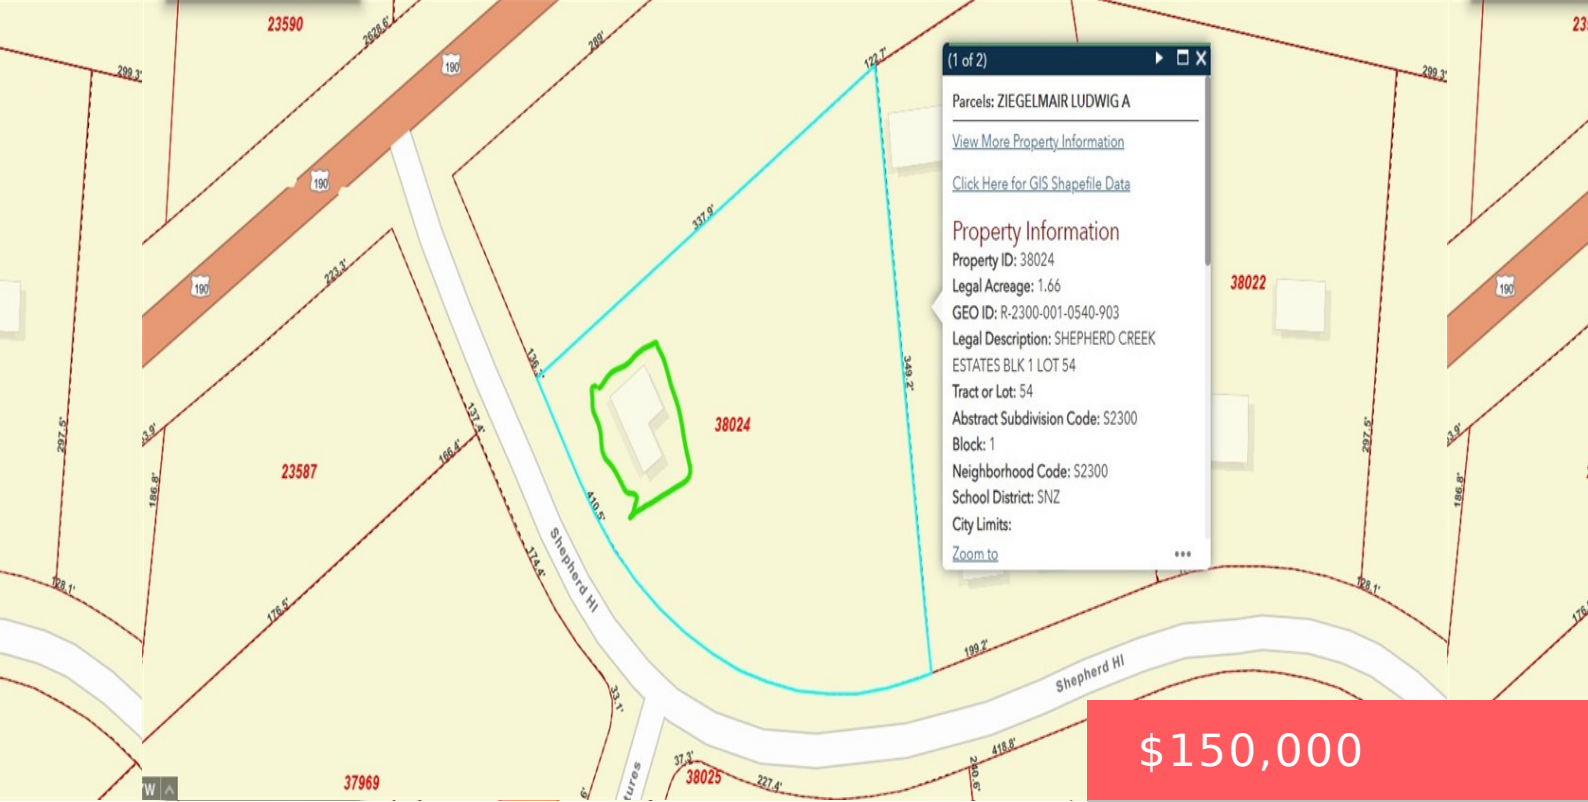 23590
2628.6'
190
289'
122.7'
299.3'
299.3'
(1 of 2)
Parcels: ZIEGELMAIR LUDWIG A
View More Property Information
Click Here for GIS Shapefile Data
Property Information
Property ID: 38024
Legal Acreage: 1.66
GEO ID: R-2300-001-0540-903
Legal Description: SHEPHERD CREEK
ESTATES BLK 1 LOT 54
Tract or Lot: 54
Abstract Subdivision Code: S2300
Block: 1
Neighborhood Code: S2300
School District: SNZ
City Limits:
Zoom to
190
337.9'
223.3'
190
38022
190
349.2'
137.4'
38024
297.5'
297.5'
166.4'
23587
186.8'
186.8'
410.5'
174.4'
Shepherd Hl
128.1'
128.1'
176.5'
199.2'
Shepherd Hl
33.1'
418.8'
37.3'
38025
227.4'
240.6'
37969
tures
W
$150,000